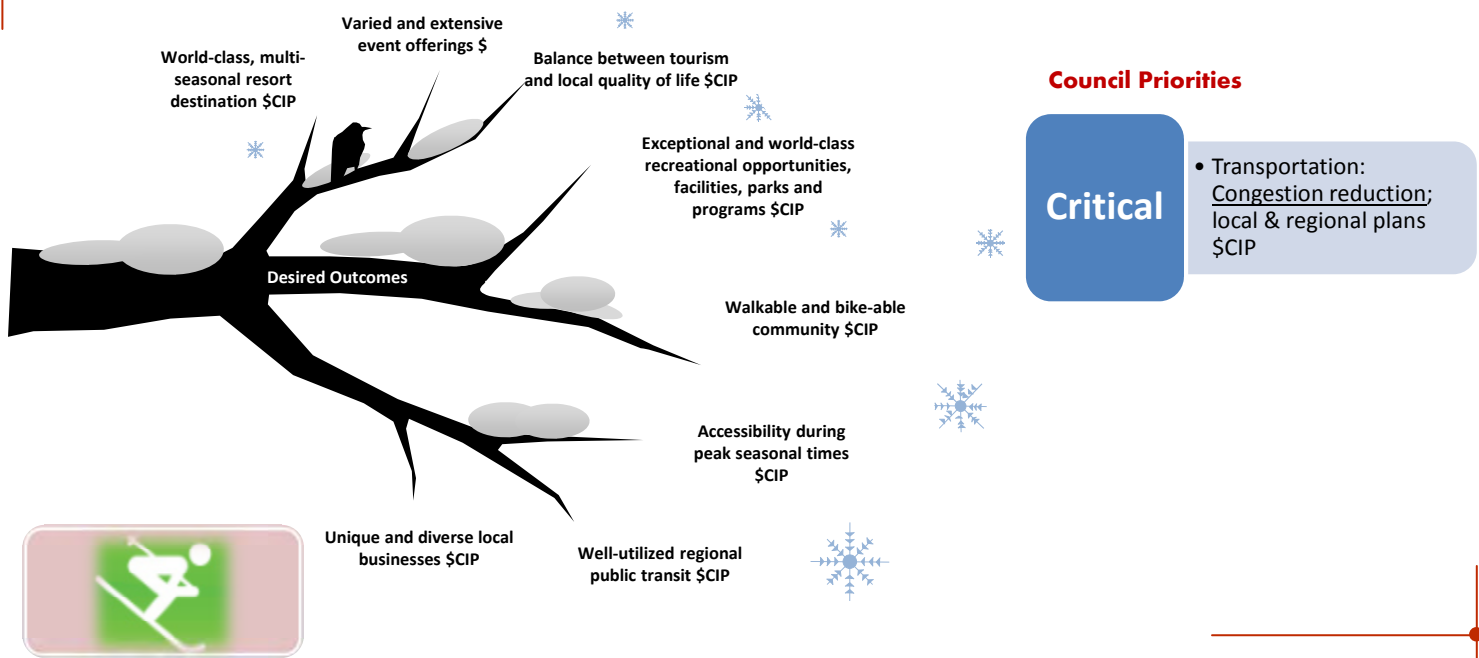 Varied and extensive
event offerings $
World-class, multi-
seasonal resort
destination $CIP
Balance between tourism
and local quality of life $CIP
Exceptional and world-class
recreational opportunities,
facilities, parks and
programs $CIP
Desired Outcomes
Walkable and bike-able
community $CIP
Accessibility during
peak seasonal times
$CIP
Unique and diverse local
businesses $CIP
Well-utilized regional
public transit $CIP
Council Priorities
Critical
• Transportation:
Congestion reduction;
local & regional plans
$CIP